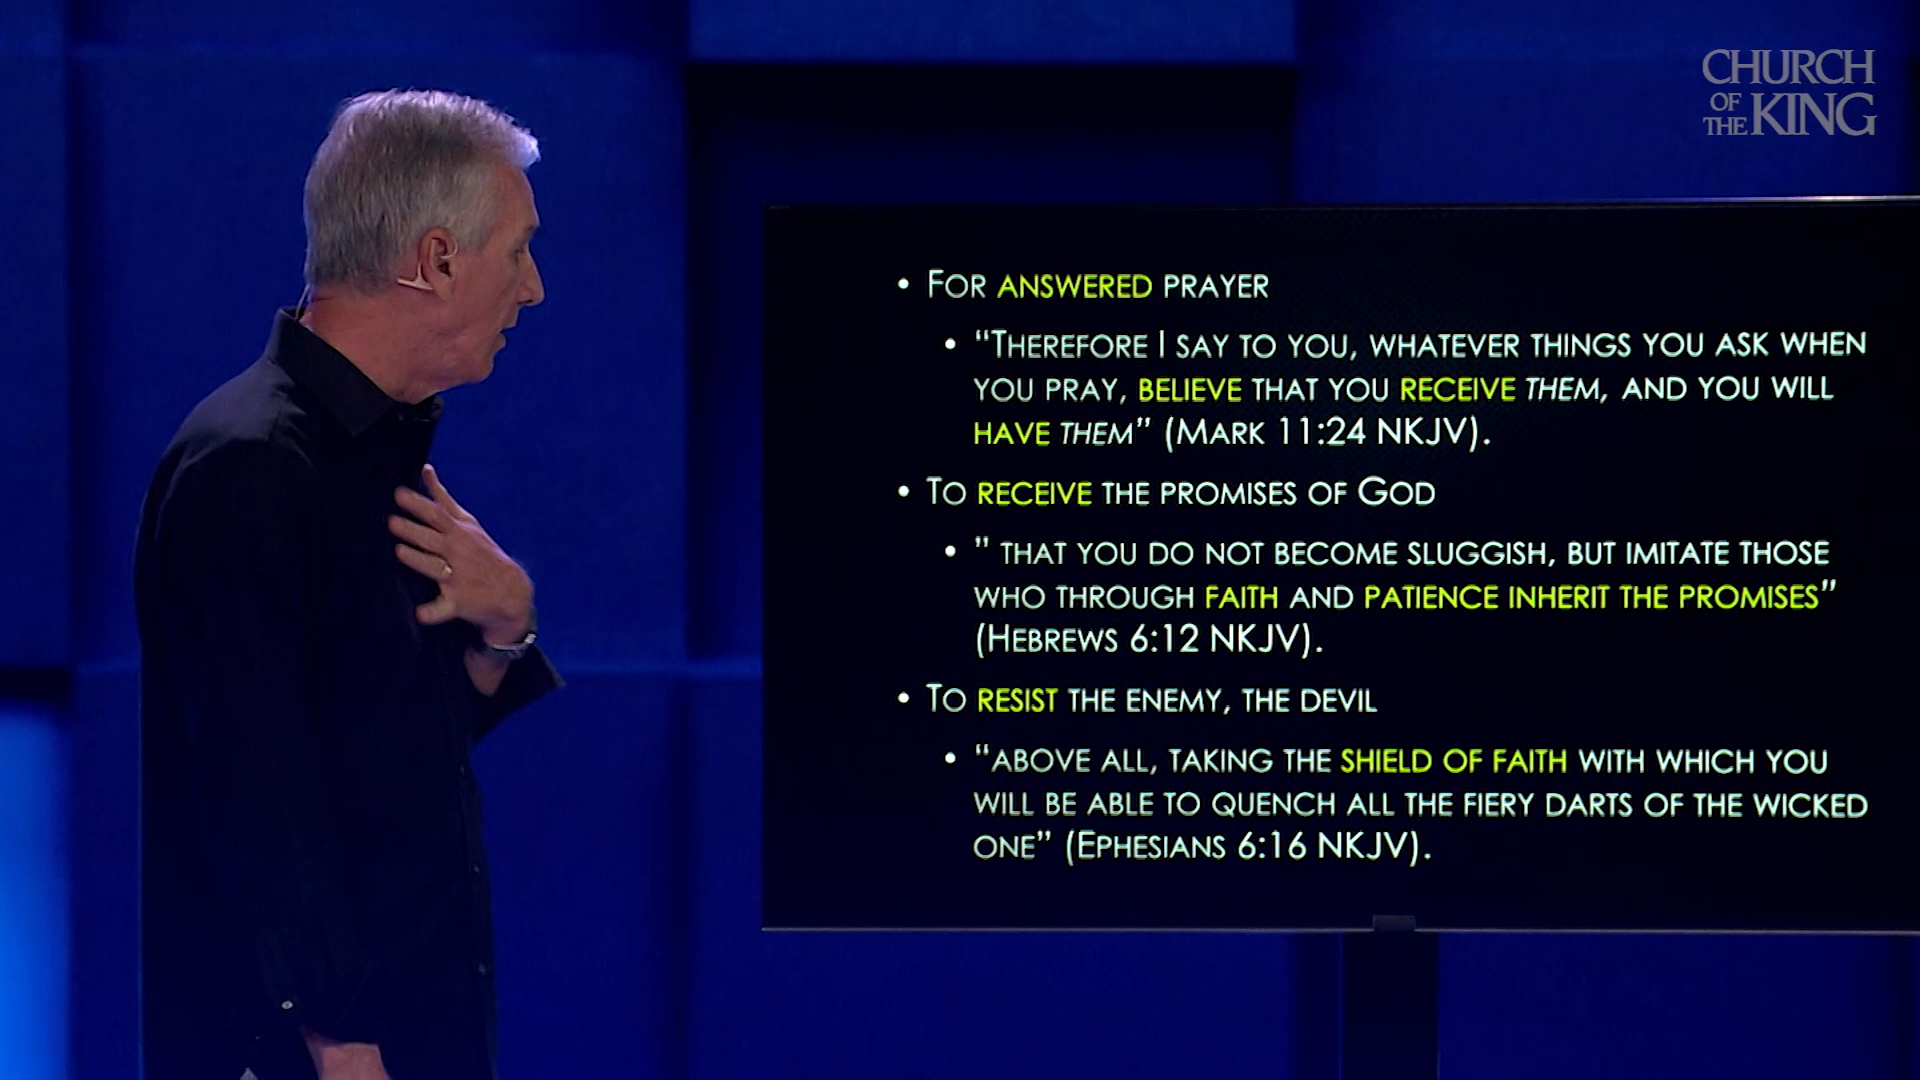 CHURCH
OF
THE KING
• FOR ANSWERED PRAYER
• “THEREFORE I SAY TO YOU, WHATEVER THINGS YOU ASK WHEN
YOU PRAY, BELIEVE THAT YOU RECEIVE THEM, AND YOU WILL
HAVE THEM” (MARK 11:24 NKJV).
• TO RECEIVE THE PROMISES OF GOD
• ” THAT YOU DO NOT BECOME SLUGGISH, BUT IMITATE THOSE
WHO THROUGH FAITH AND PATIENCE INHERIT THE PROMISES”
(HEBREWS 6:12 NKJV).
• TO RESIST THE ENEMY, THE DEVIL
• “ABOVE ALL, TAKING THE SHIELD OF FAITH WITH WHICH YOU
WILL BE ABLE TO QUENCH ALL THE FIERY DARTS OF THE WICKED
ONE” (EPHESIANS 6:16 NKJV).